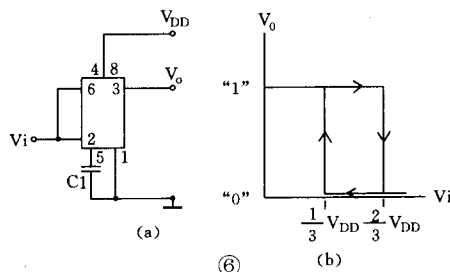 V_DD
4 8
6 3 V_o
Vi 2
5 1
C1
(a)
V_0
"1"
"0"
1/3 V_DD 2/3 V_DD Vi
(b)
⑥